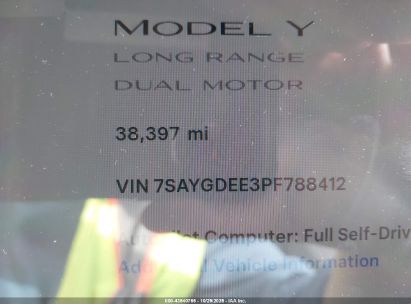 MODEL Y
LONG RANGE
DUAL MOTOR
38,397 mi
VIN 7SAYGDEE3PF788412
Computer: Full Self-Driv
Vehicle Information